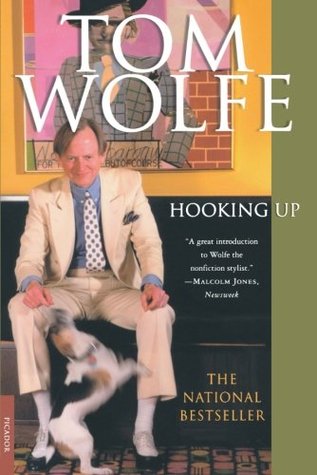 TOM
WOLFE
HOOKING UP
"A great introduction
to Wolfe the
nonfiction stylist."
—MALCOLM JONES,
Newsweek
THE
NATIONAL
BESTSELLER
PICADOR